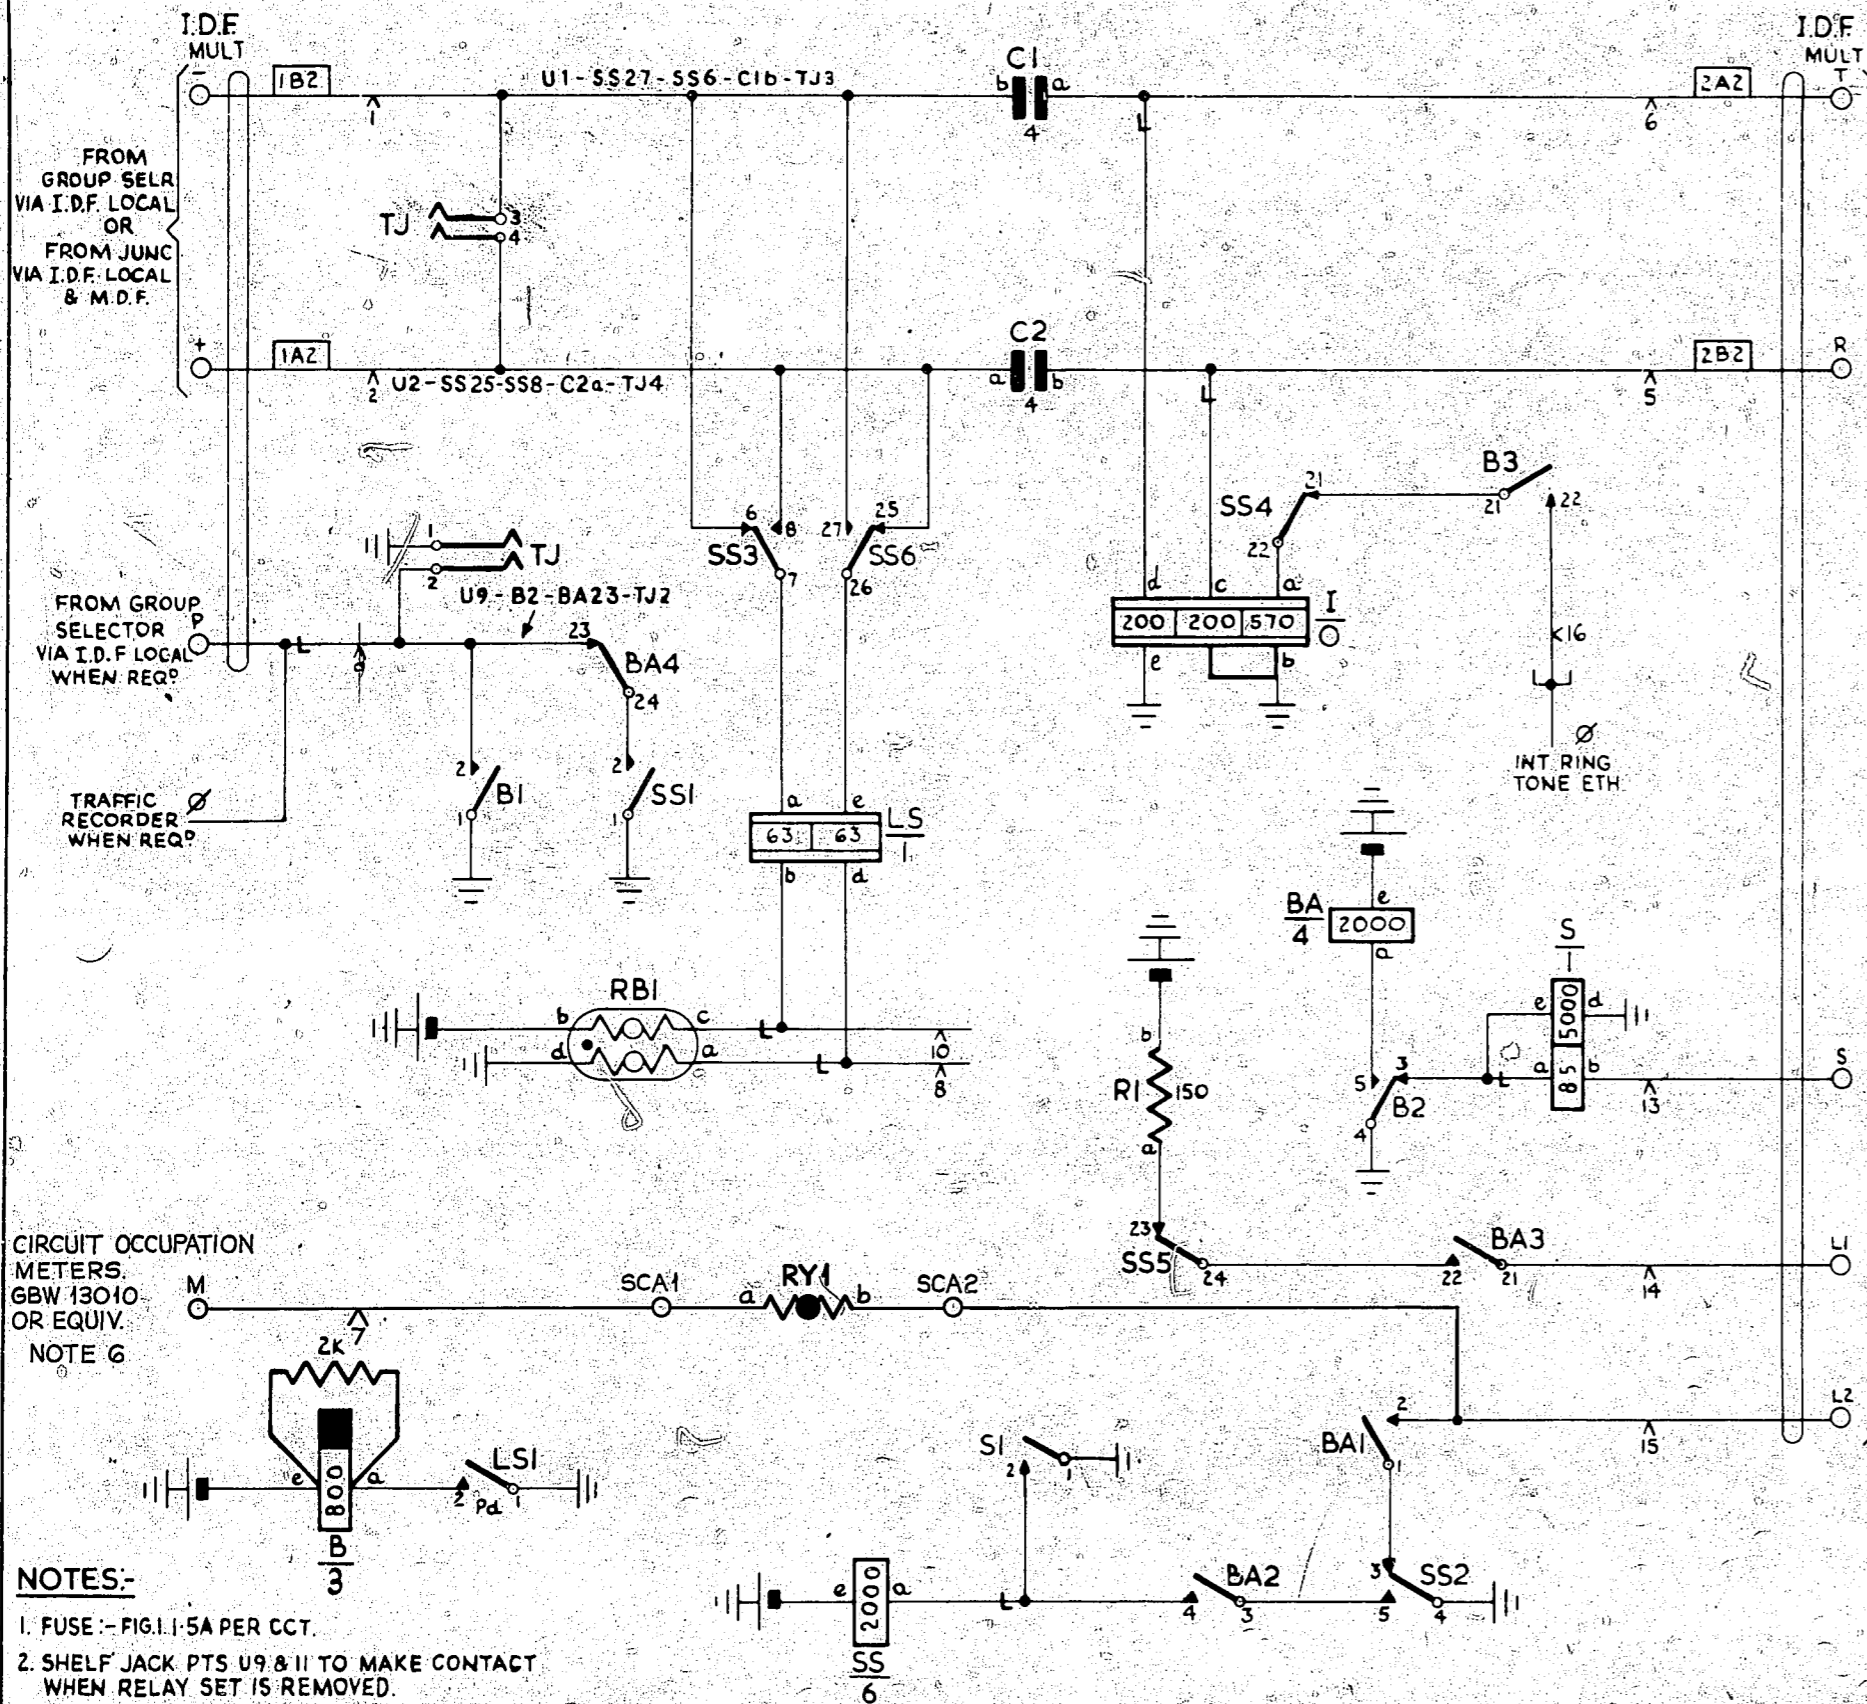 I.D.F.
MULT
-
1B2
1
U1-SS27-SS6-C1b-TJ3
C1
b
a
4
L
6
2A2
I.D.F.
MULT
T
FROM
GROUP SELR
VIA I.D.F. LOCAL
OR
FROM JUNC
VIA I.D.F. LOCAL
& M.D.F.
TJ
3
4
+
1A2
2
U2-SS25-SS8-C2a-TJ4
C2
a
b
4
L
5
2B2
R
6
8
27
25
SS3
SS6
7
26
SS4
21
22
B3
21
22
1
2
TJ
U9-B2-BA23-TJ2
FROM GROUP
SELECTOR
VIA I.D.F LOCAL
WHEN REQD
P
L
23
BA4
24
d
c
a
200
200
570
I
O
e
b
16
INT RING
TONE ETH
Ø
TRAFFIC
RECORDER
WHEN REQD
Ø
2
B1
1
2
SS1
1
a
e
63
63
LS
1
b
d
BA
4
e
2000
a
S
1
e
5000
d
a
85
b
RB1
b
c
d
a
L
L
10
8
b
R1
150
a
5
3
B2
4
L
13
S
23
SS5
24
22
BA3
21
14
L1
CIRCUIT OCCUPATION
METERS.
GBW 13010
OR EQUIV.
NOTE 6
M
7
SCA1
a
RY1
b
SCA2
2K
e
800
a
B
3
LS1
2
Pd
1
S1
2
1
BA1
2
1
15
L2
e
2000
a
SS
6
L
4
BA2
3
3
5
SS2
4
NOTES:-
1. FUSE:- FIG.1. 1·5A PER CCT.
2. SHELF JACK PTS U9 & 11 TO MAKE CONTACT
WHEN RELAY SET IS REMOVED.